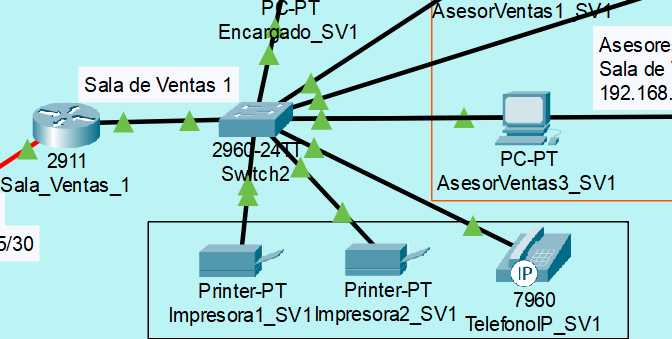 PC-PT
Encargado_SV1
AsesorVentas1_SV1
Asesore
Sala de
192.168.
Sala de Ventas 1
2911
Sala_Ventas_1
2960-24TT
Switch2
PC-PT
AsesorVentas3_SV1
5/30
Printer-PT
Impresora1_SV1
Printer-PT
Impresora2_SV1
IP
7960
TelefonoIP_SV1